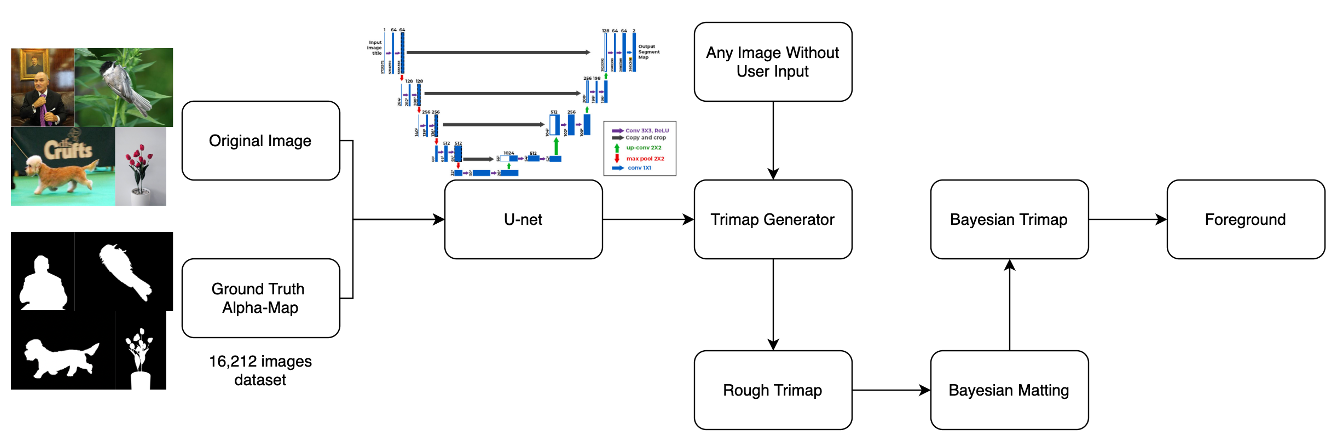 Original Image
Ground Truth
Alpha-Map
16,212 images
dataset
Crufts
Input
image
title
1 64 64
128 128
256 256
512 512
1024
512
512 256
128 64 64 2
Output
Segment
Map
Conv 3X3, ReLU
Copy and crop
up-conv 2X2
max pool 2X2
conv 1X1
U-net
Any Image Without
User Input
Trimap Generator
Rough Trimap
Bayesian Matting
Bayesian Trimap
Foreground